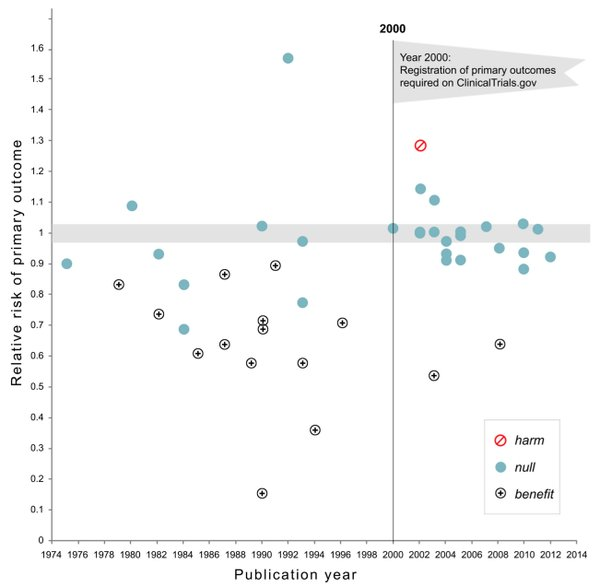 2000
Year 2000:
Registration of primary outcomes
required on ClinicalTrials.gov
Relative risk of primary outcome
1.6
1.5
1.4
1.3
1.2
1.1
1
0.9
0.8
0.7
0.6
0.5
0.4
0.3
0.2
0.1
0
harm
null
benefit
1974 1976 1978 1980 1982 1984 1986 1988 1990 1992 1994 1996 1998 2000 2002 2004 2006 2008 2010 2012 2014
Publication year